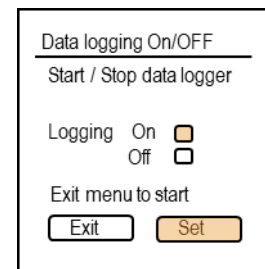 Data logging On/OFF
Start / Stop data logger
Logging On
Off
Exit menu to start
Exit Set